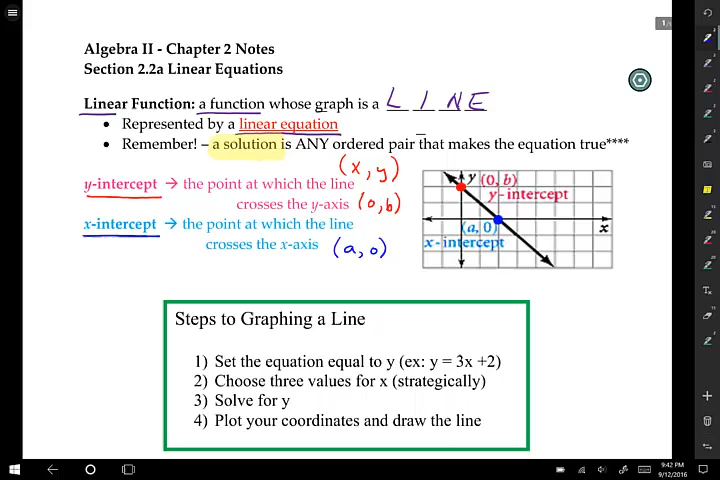 1/
Algebra II - Chapter 2 Notes
Section 2.2a Linear Equations
Linear Function: a function whose graph is a L I N E
• Represented by a linear equation
• Remember! – a solution is ANY ordered pair that makes the equation true****
(x, y)
y-intercept → the point at which the line
crosses the y-axis (0, b)
x-intercept → the point at which the line
crosses the x-axis (a, 0)
y (0, b)
y-intercept
(a, 0) x
x-intercept
Steps to Graphing a Line
1) Set the equation equal to y (ex: y = 3x +2)
2) Choose three values for x (strategically)
3) Solve for y
4) Plot your coordinates and draw the line
9:42 PM
9/12/2016